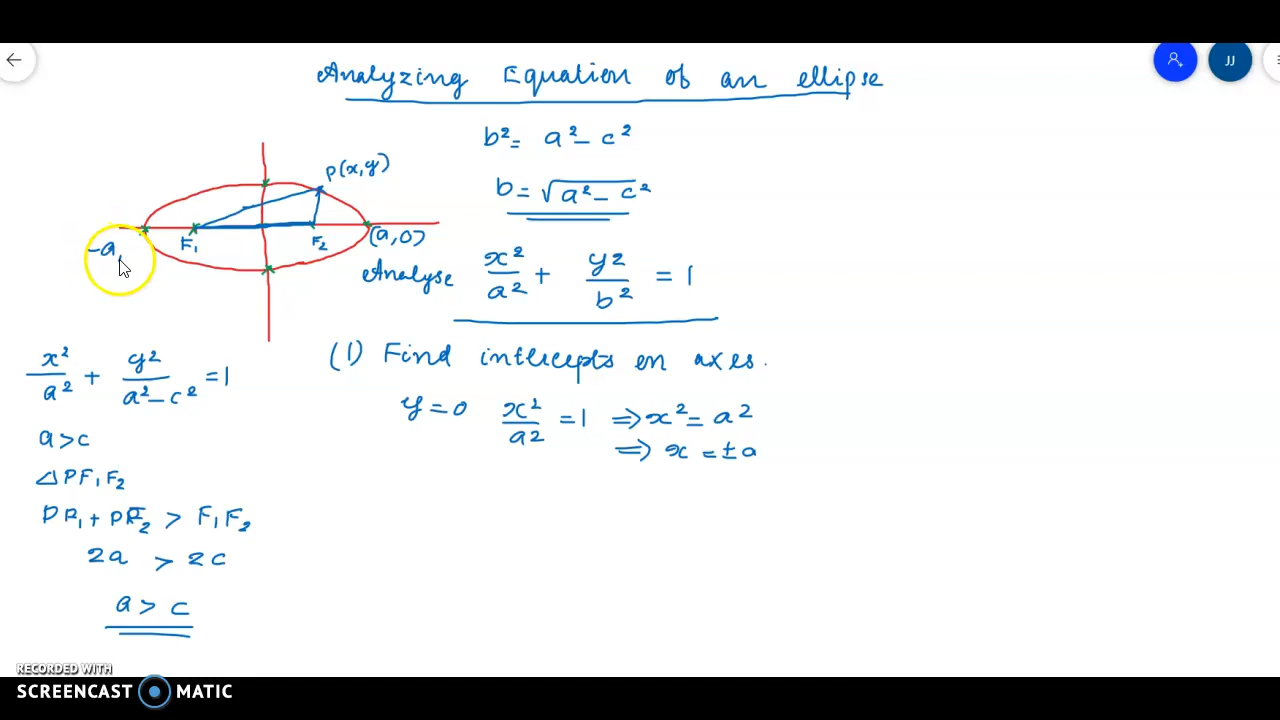 Analyzing Equation of an ellipse
JJ
b² = a² - c²
b = √a² - c²
P(x,y)
F₁ F₂ (a,0)
-a,
Analyse x²/a² + y²/b² = 1
x²/a² + y²/a² - c² = 1
a > c
△PF₁F₂
PF₁ + PF₂ > F₁F₂
2a > 2c
a > c
(1) Find intercepts on axes.
y = 0 x²/a² = 1 ⇒ x² = a²
⇒ x = ±a
RECORDED WITH
SCREENCAST MATIC